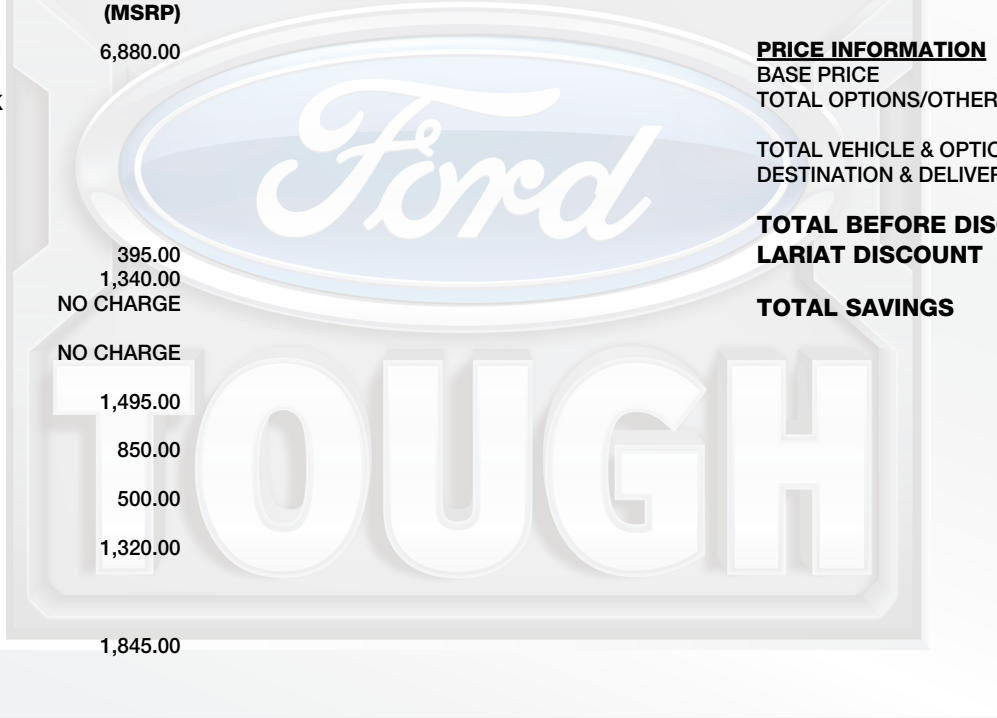 (MSRP)
6,880.00
395.00
1,340.00
NO CHARGE
NO CHARGE
1,495.00
850.00
500.00
1,320.00
1,845.00
PRICE INFORMATION
BASE PRICE
TOTAL OPTIONS/OTHER
TOTAL VEHICLE & OPTIO
DESTINATION & DELIVER
TOTAL BEFORE DISC
LARIAT DISCOUNT
TOTAL SAVINGS
Ford
TOUGH